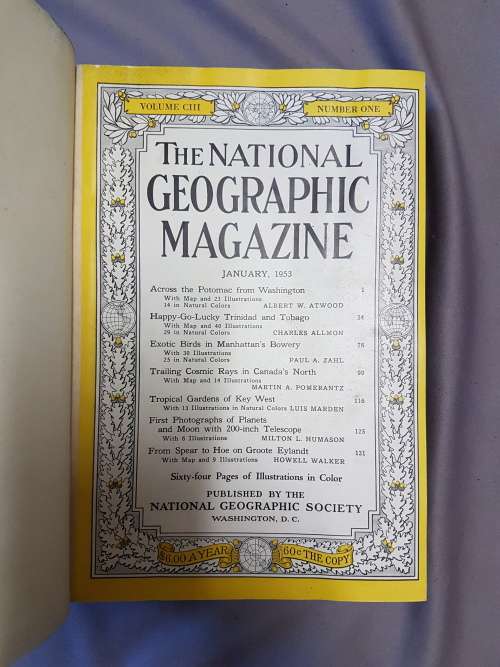 VOLUME CIII
NUMBER ONE
THE NATIONAL
GEOGRAPHIC
MAGAZINE
JANUARY, 1953
Across the Potomac from Washington 1
With Map and 23 Illustrations
14 in Natural Colors ALBERT W. ATWOOD
Happy-Go-Lucky Trinidad and Tobago 34
With Map and 40 Illustrations
29 in Natural Colors CHARLES ALLMON
Exotic Birds in Manhattan's Bowery 76
With 30 Illustrations
25 in Natural Colors PAUL A. ZAHL
Trailing Cosmic Rays in Canada's North 90
With Map and 14 Illustrations
MARTIN A. POMERANTZ
Tropical Gardens of Key West 116
With 13 Illustrations in Natural Colors LUIS MARDEN
First Photographs of Planets
and Moon with 200-inch Telescope 125
With 6 Illustrations MILTON L. HUMASON
From Spear to Hoe on Groote Eylandt 131
With Map and 9 Illustrations HOWELL WALKER
Sixty-four Pages of Illustrations in Color
PUBLISHED BY THE
NATIONAL GEOGRAPHIC SOCIETY
WASHINGTON, D. C.
$6.00 A YEAR
60¢ THE COPY